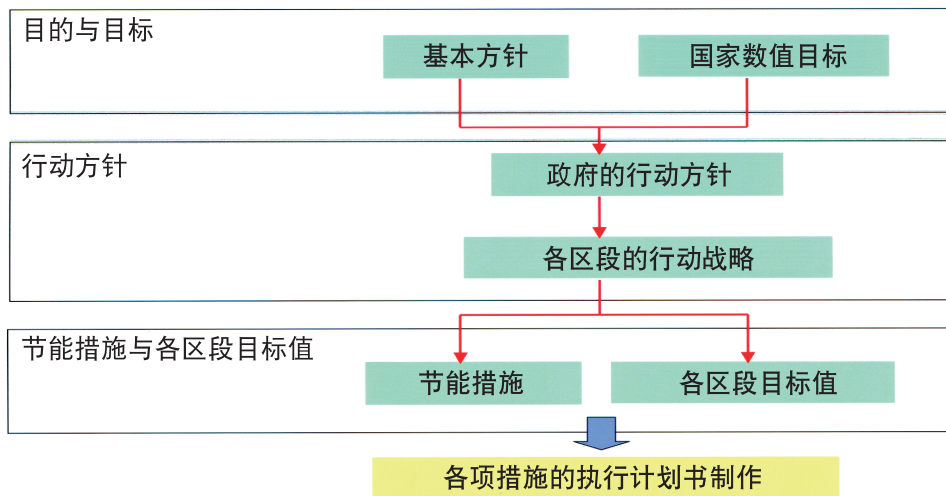 目的与目标
基本方针
国家数值目标
行动方针
政府的行动方针
各区段的行动战略
节能措施与各区段目标值
节能措施
各区段目标值
各项措施的执行计划书制作